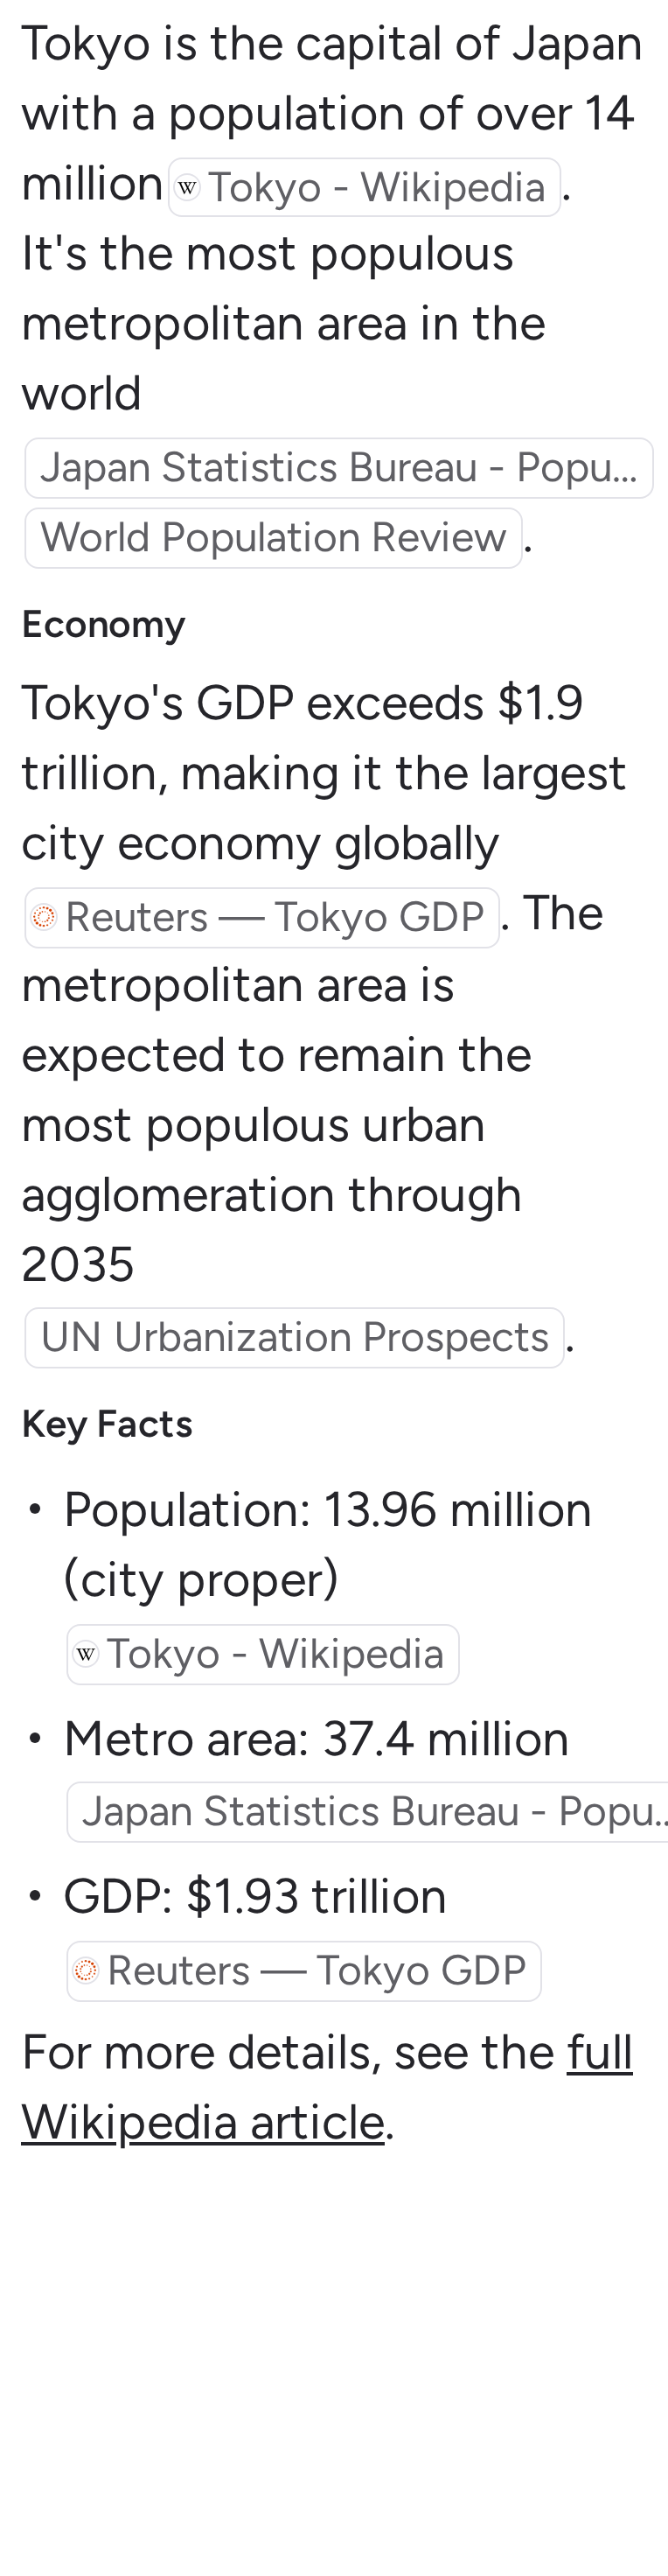 Tokyo is the capital of Japan
with a population of over 14
million W Tokyo - Wikipedia.
It's the most populous
metropolitan area in the
world
Japan Statistics Bureau - Popu...
World Population Review.
Economy
Tokyo's GDP exceeds $1.9
trillion, making it the largest
city economy globally
Reuters — Tokyo GDP. The
metropolitan area is
expected to remain the
most populous urban
agglomeration through
2035
UN Urbanization Prospects.
Key Facts
• Population: 13.96 million
(city proper)
W Tokyo - Wikipedia
• Metro area: 37.4 million
Japan Statistics Bureau - Popu..
• GDP: $1.93 trillion
Reuters — Tokyo GDP
For more details, see the full
Wikipedia article.